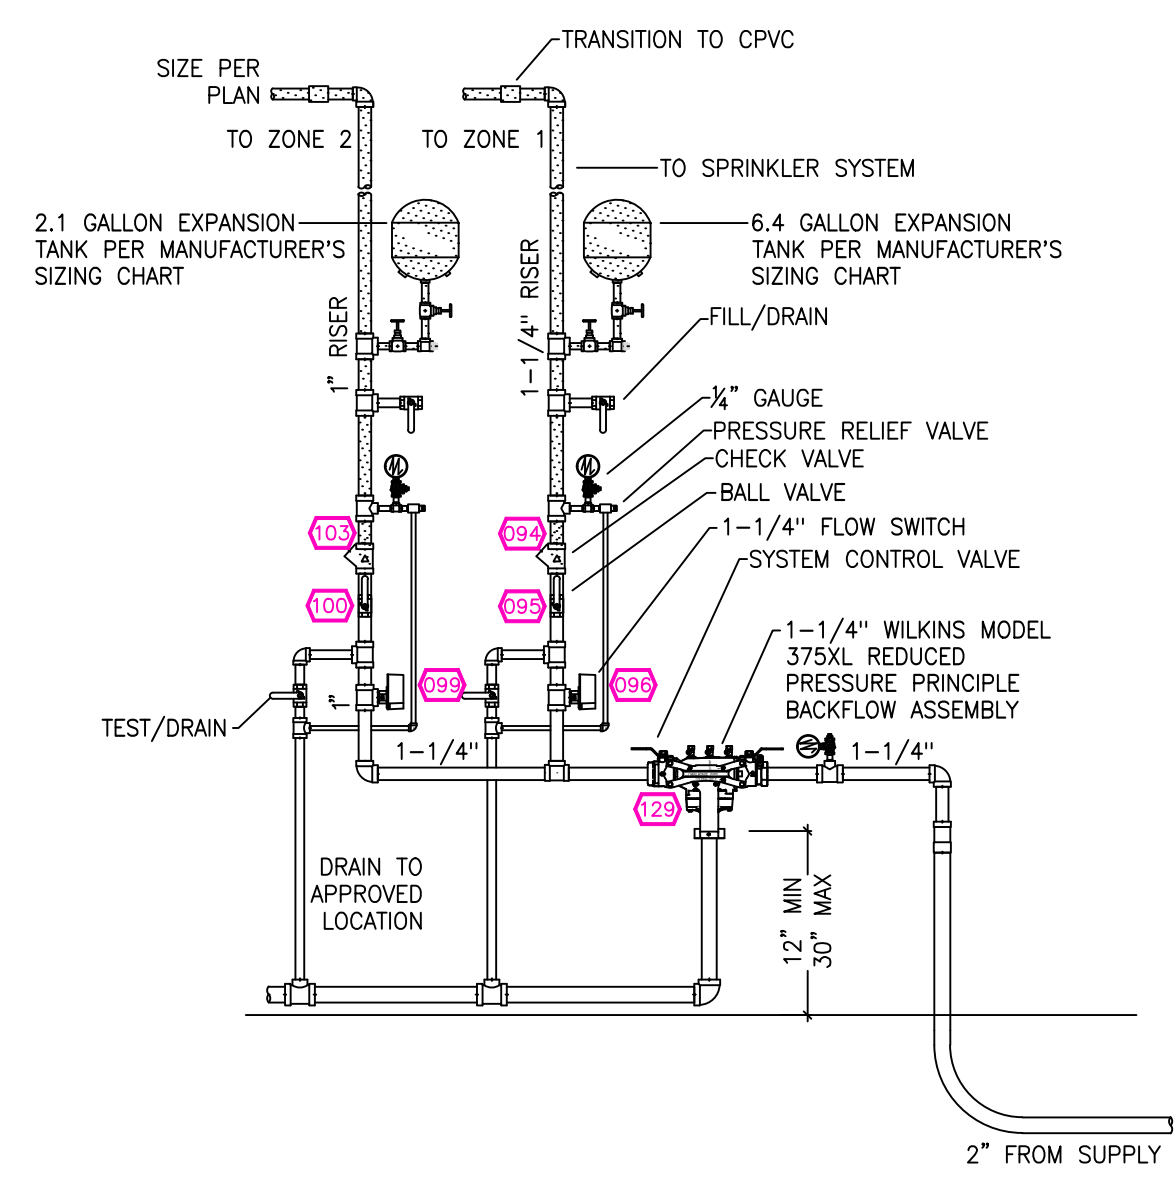 TRANSITION TO CPVC
SIZE PER
PLAN
TO ZONE 2
TO ZONE 1
TO SPRINKLER SYSTEM
2.1 GALLON EXPANSION
TANK PER MANUFACTURER'S
SIZING CHART
6.4 GALLON EXPANSION
TANK PER MANUFACTURER'S
SIZING CHART
1" RISER
1-1/4" RISER
FILL/DRAIN
¼" GAUGE
PRESSURE RELIEF VALVE
CHECK VALVE
BALL VALVE
1-1/4" FLOW SWITCH
SYSTEM CONTROL VALVE
103
094
100
095
1-1/4" WILKINS MODEL
375XL REDUCED
PRESSURE PRINCIPLE
BACKFLOW ASSEMBLY
099
096
1"
TEST/DRAIN
1-1/4"
1-1/4"
129
DRAIN TO
APPROVED
LOCATION
12" MIN
30" MAX
2" FROM SUPPLY